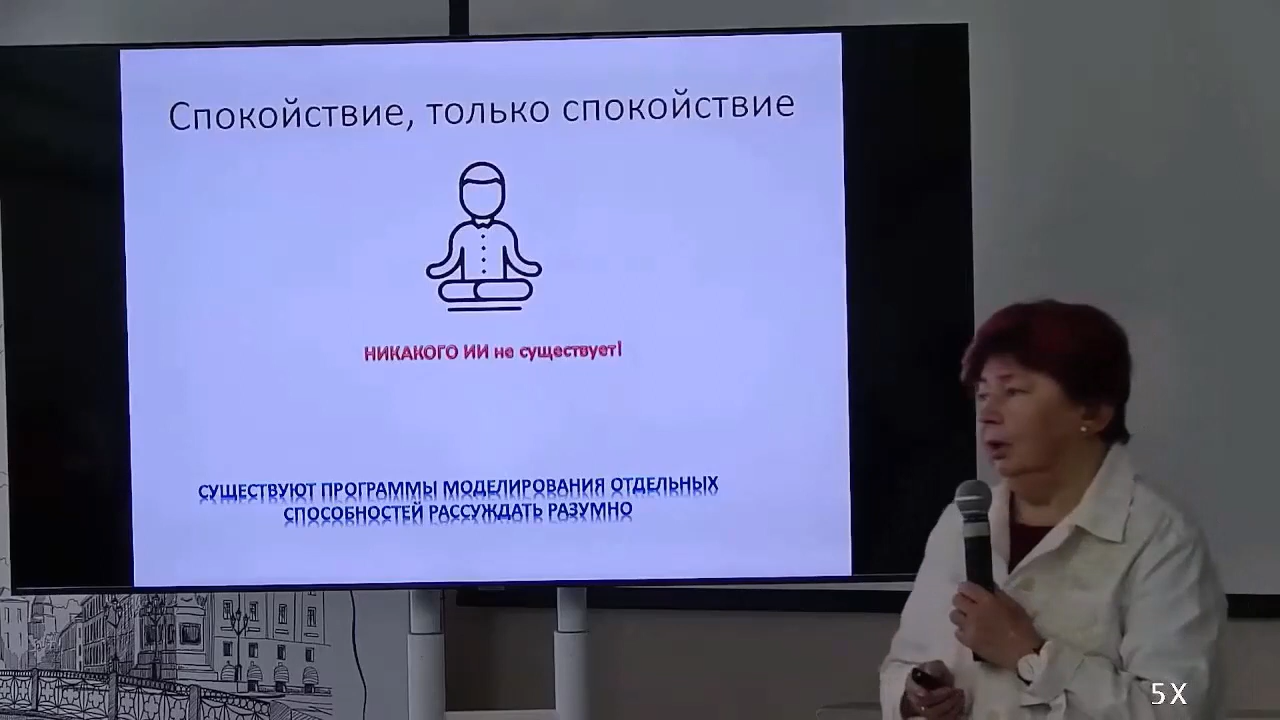 Спокойствие, только спокойствие
НИКАКОГО ИИ не существует!
СУЩЕСТВУЮТ ПРОГРАММЫ МОДЕЛИРОВАНИЯ ОТДЕЛЬНЫХ
СПОСОБНОСТЕЙ РАССУЖДАТЬ РАЗУМНО
5X